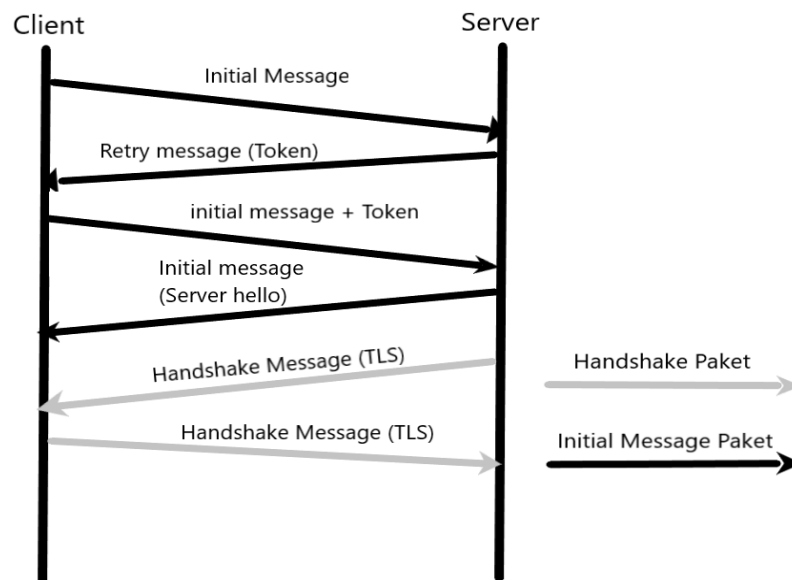 Client
Server
Initial Message
Retry message (Token)
initial message + Token
Initial message
(Server hello)
Handshake Message (TLS)
Handshake Paket
Handshake Message (TLS)
Initial Message Paket